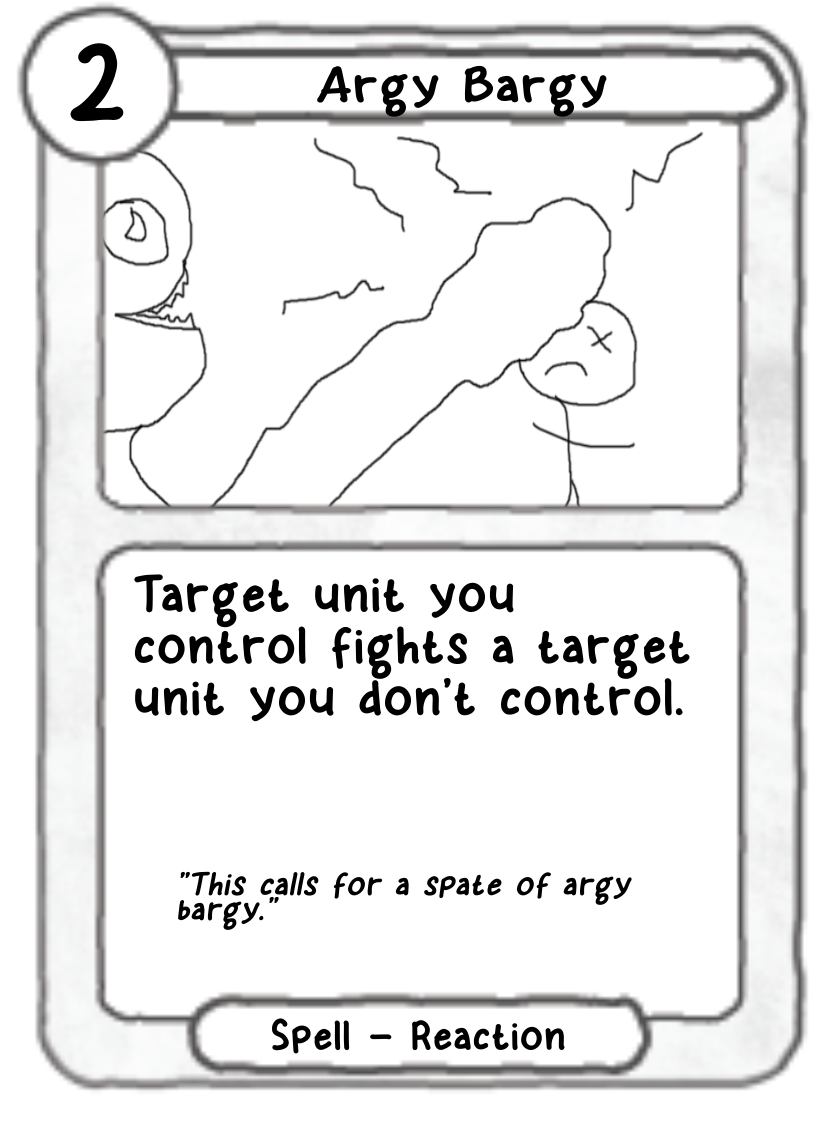 2
Argy Bargy
Target unit you
control fights a target
unit you don't control.
"This calls for a spate of argy
bargy."
Spell – Reaction